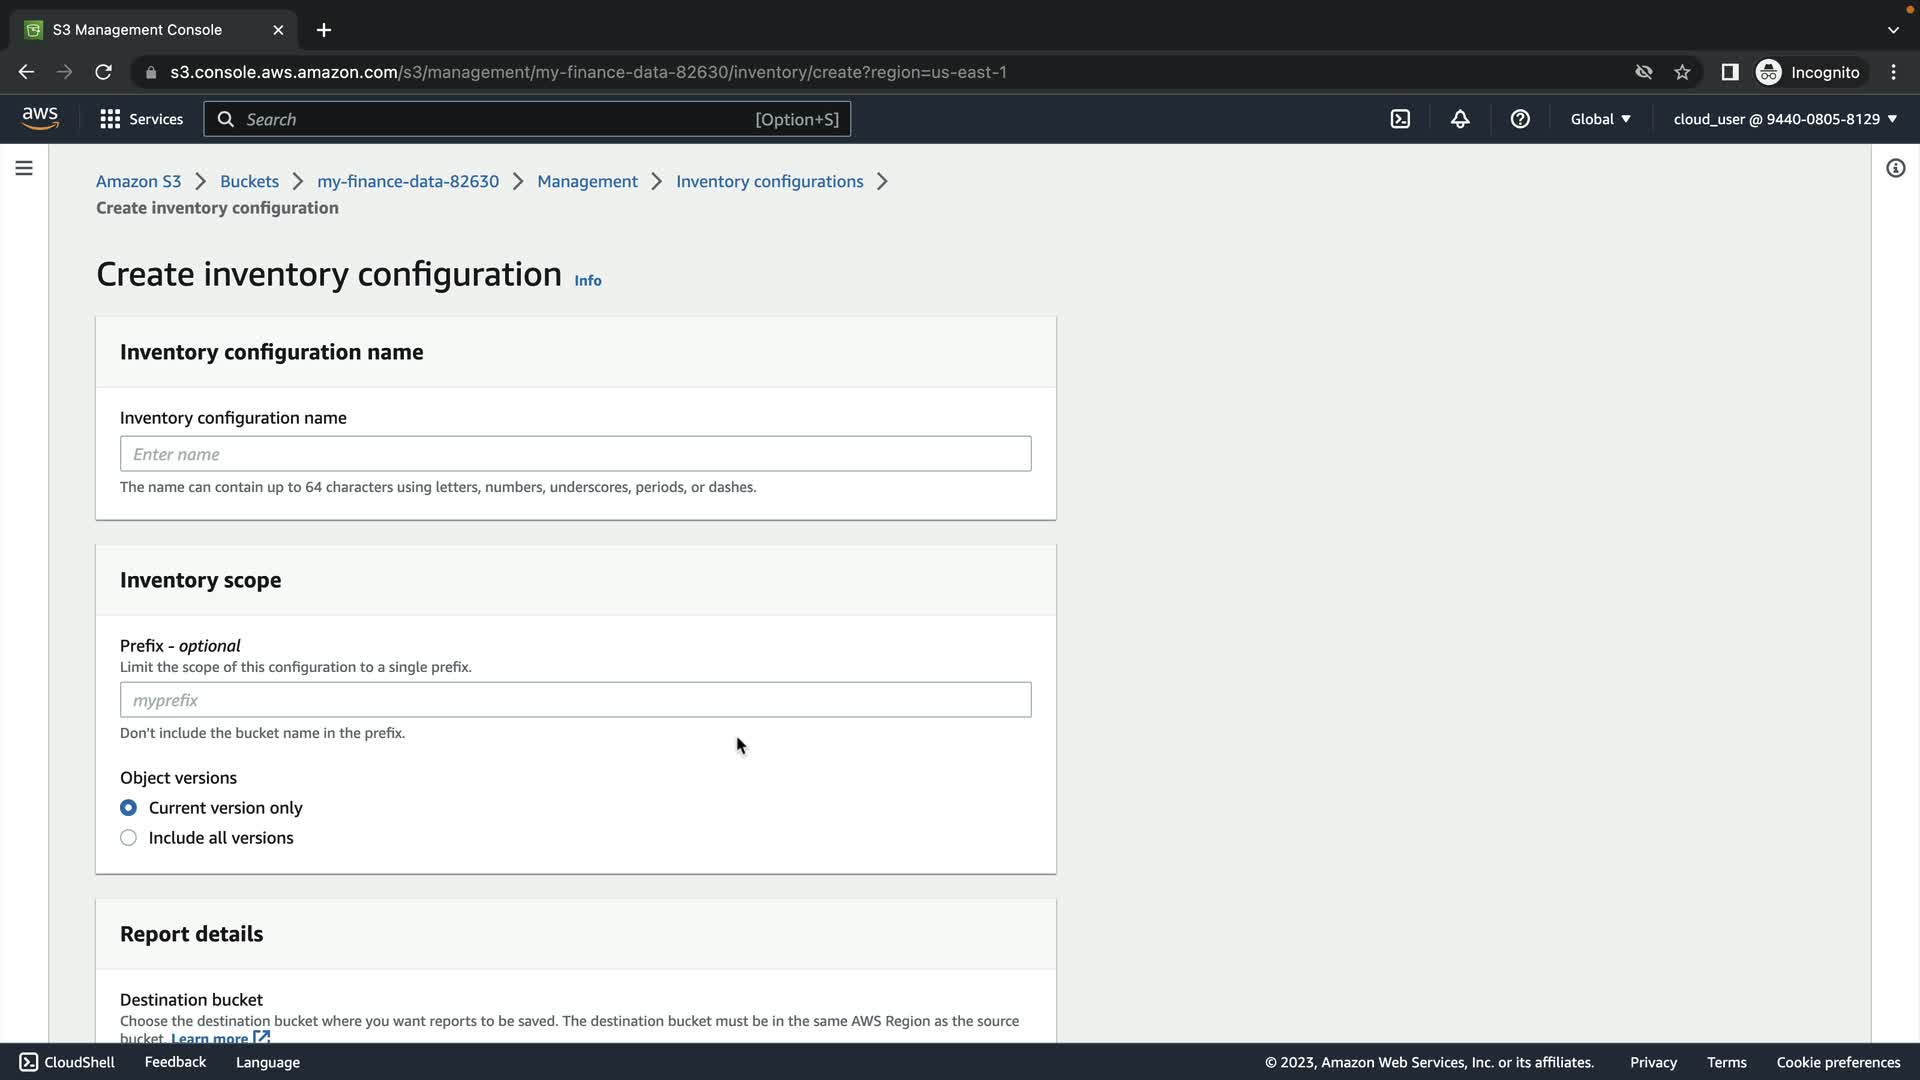 S3 Management Console
s3.console.aws.amazon.com/s3/management/my-finance-data-82630/inventory/create?region=us-east-1
Incognito
aws
Services
Search
[Option+S]
Global
cloud_user @ 9440-0805-8129
Amazon S3 > Buckets > my-finance-data-82630 > Management > Inventory configurations >
Create inventory configuration
Create inventory configuration Info
Inventory configuration name
Inventory configuration name
Enter name
The name can contain up to 64 characters using letters, numbers, underscores, periods, or dashes.
Inventory scope
Prefix - optional
Limit the scope of this configuration to a single prefix.
myprefix
Don't include the bucket name in the prefix.
Object versions
Current version only
Include all versions
Report details
Destination bucket
Choose the destination bucket where you want reports to be saved. The destination bucket must be in the same AWS Region as the source
bucket. Learn more
CloudShell
Feedback
Language
© 2023, Amazon Web Services, Inc. or its affiliates.
Privacy
Terms
Cookie preferences